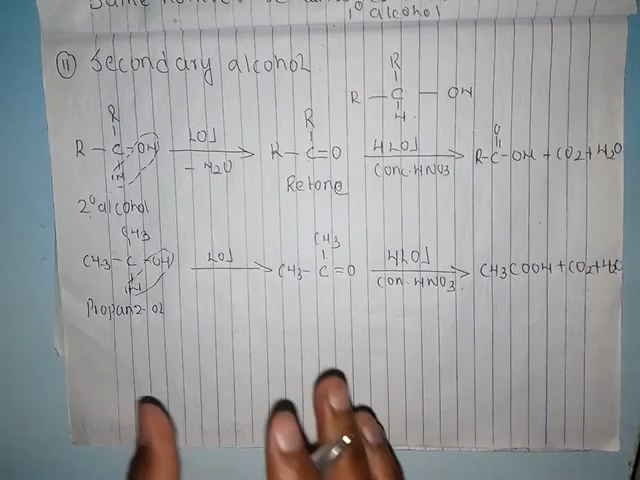 1° alcohol
(ii) Secondary alcohol
R
R – C – OH
H
R
R – C – OH [O] – H2O
H
2° alcohol
R
R – C = O
Ketone
4[O] Conc. HNO3
O
R–C–OH + CO2 + H2O
CH3
CH3 – C – OH [O]
H
Propan 2-ol
CH3
CH3 – C = O
4[O] Con. HNO3
CH3COOH + CO2 + H2O